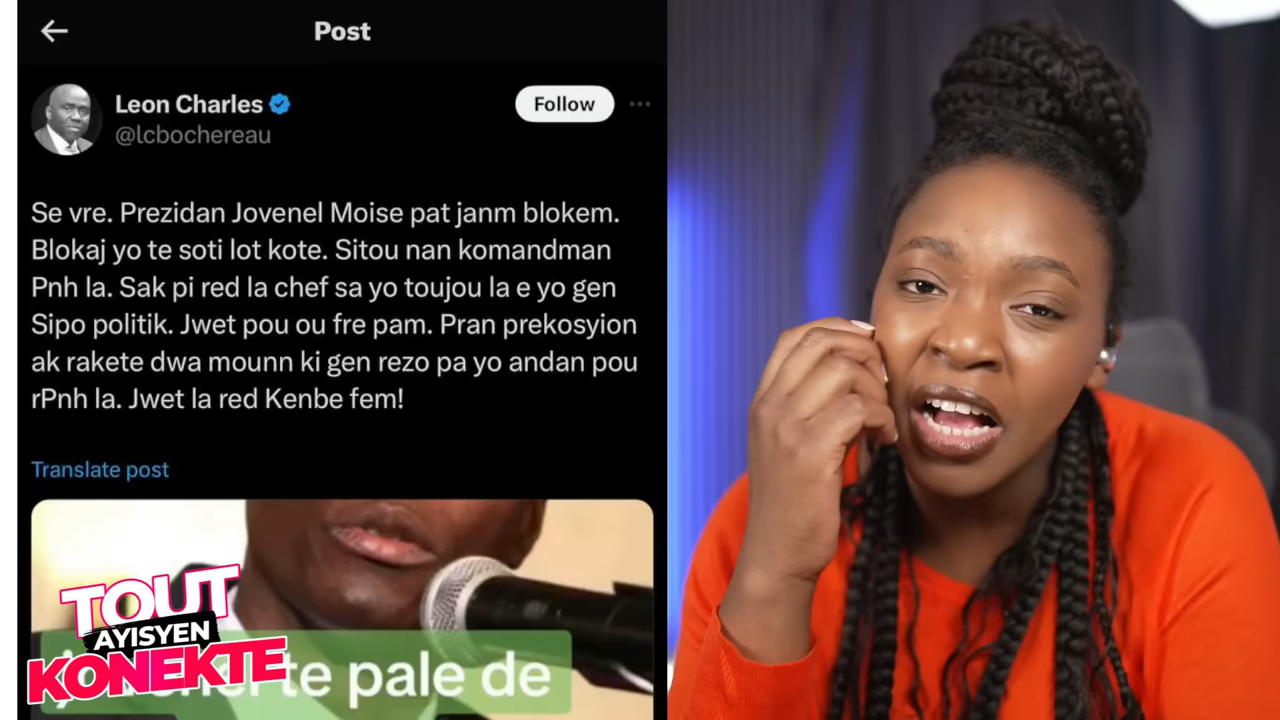 Post
Leon Charles
@lcbochereau
Follow
Se vre. Prezidan Jovenel Moise pat janm blokem.
Blokaj yo te soti lot kote. Sitou nan komandman
Pnh la. Sak pi red la chef sa yo toujou la e yo gen
Sipo politik. Jwet pou ou fre pam. Pran prekosyion
ak rakete dwa mounn ki gen rezo pa yo andan pou
rPnh la. Jwet la red Kenbe fem!
Translate post
te pale de
TOUT
AYISYEN
KONEKTE